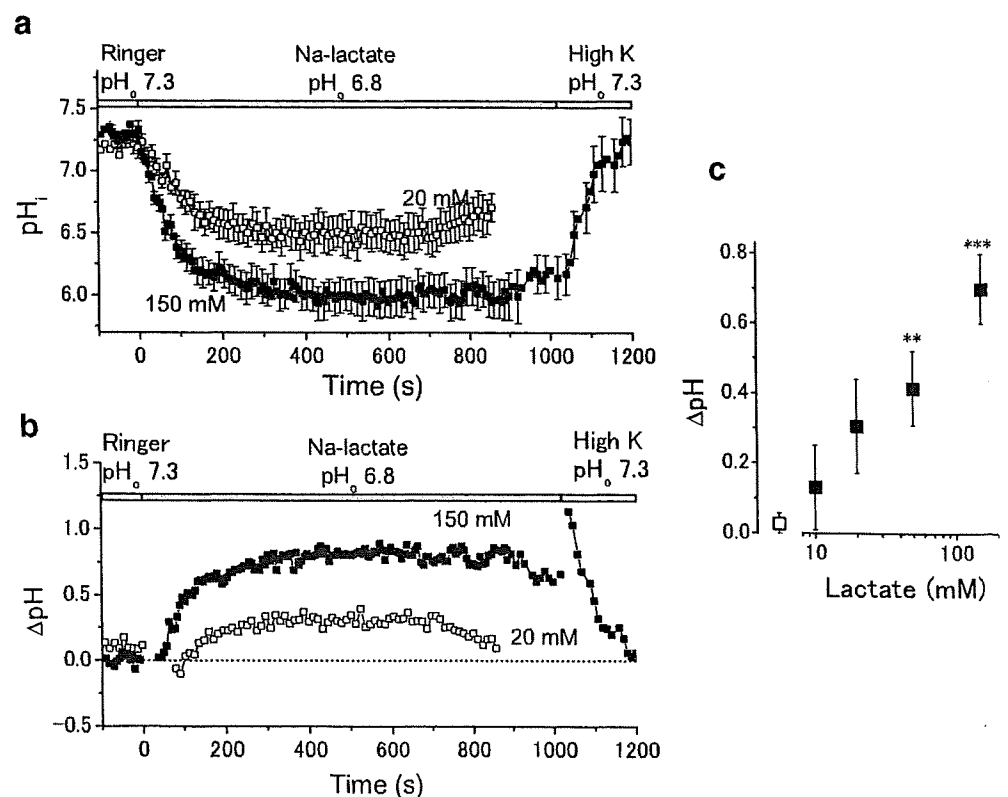 a
Ringer
pHo 7.3
Na-lactate
pHo 6.8
High K
pHo 7.3
7.5
7.0
6.5
6.0
pHi
20 mM
150 mM
0
200
400
600
800
1000
1200
Time (s)
b
Ringer
pHo 7.3
Na-lactate
pHo 6.8
High K
pHo 7.3
1.5
1.0
0.5
0.0
-0.5
ΔpH
150 mM
20 mM
0
200
400
600
800
1000
1200
Time (s)
c
0.8
0.6
0.4
0.2
0.0
ΔpH
**
***
10
100
Lactate (mM)